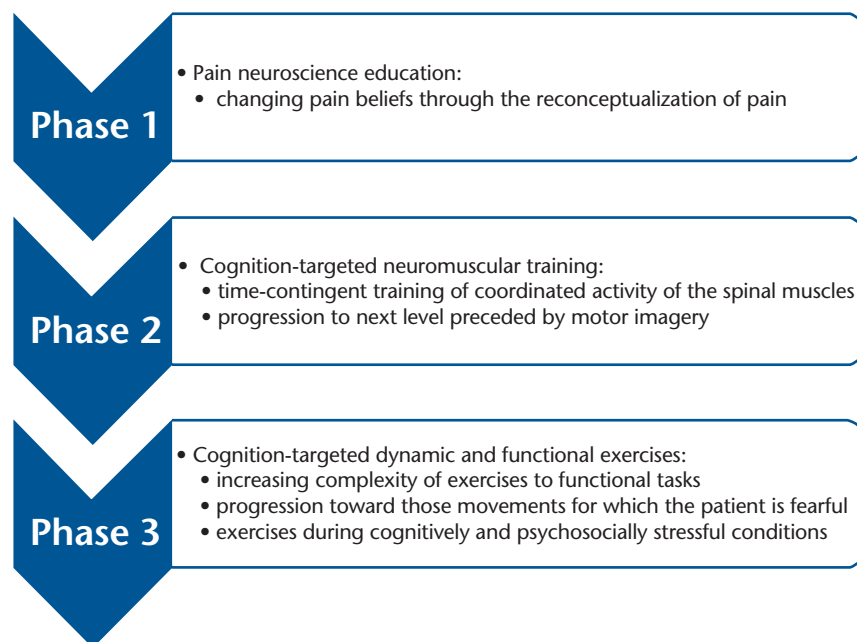 Phase 1
• Pain neuroscience education:
• changing pain beliefs through the reconceptualization of pain
Phase 2
• Cognition-targeted neuromuscular training:
• time-contingent training of coordinated activity of the spinal muscles
• progression to next level preceded by motor imagery
Phase 3
• Cognition-targeted dynamic and functional exercises:
• increasing complexity of exercises to functional tasks
• progression toward those movements for which the patient is fearful
• exercises during cognitively and psychosocially stressful conditions